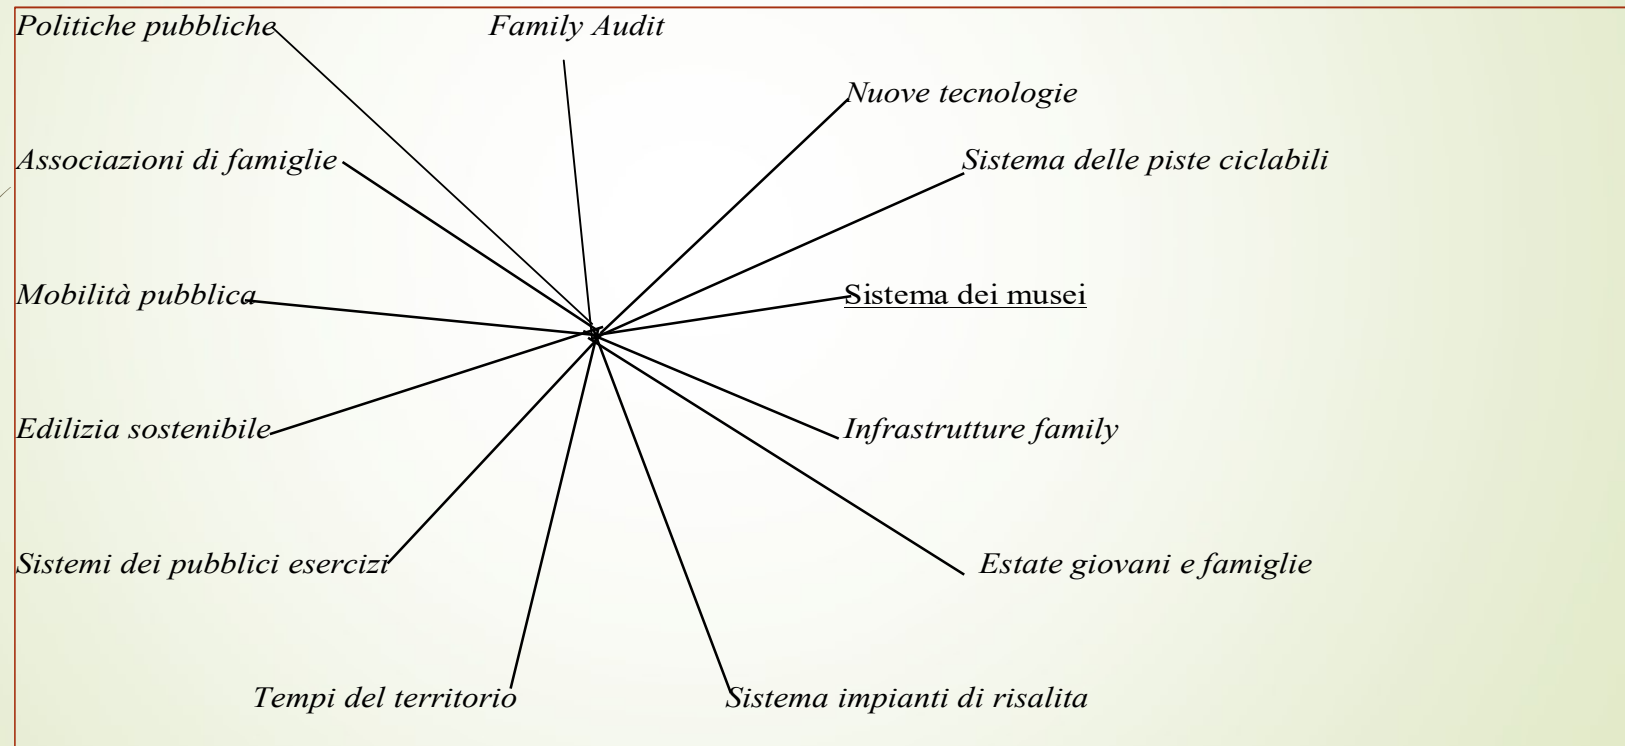 Politiche pubbliche
Family Audit
Nuove tecnologie
Associazioni di famiglie
Sistema delle piste ciclabili
Mobilità pubblica
Sistema dei musei
Edilizia sostenibile
Infrastrutture family
Sistemi dei pubblici esercizi
Estate giovani e famiglie
Tempi del territorio
Sistema impianti di risalita